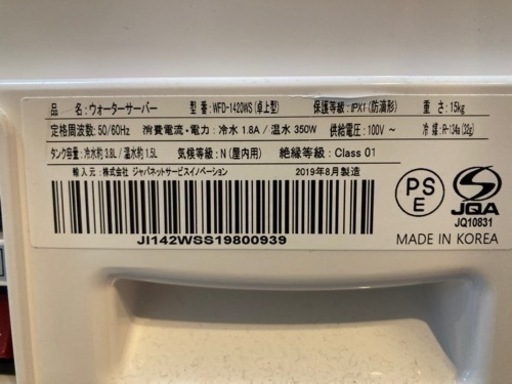 品 名:ウォーターサーバー 型 名:WFD-1420WS(卓上型) 保護等級:IPX1(防滴形) 重 さ:15kg
定格周波数:50/60Hz 消費電流・電力:冷水 1.8A / 温水 350W 供給電圧:100V~ 冷 媒:R-134a(32g)
タンク容量:冷水約 3.8L / 温水約 1.5L 気候等級:N(屋内用) 絶縁等級:Class 01
輸入元:株式会社 ジャパネットサービスイノベーション 2019年8月製造
JI142WSS19800939
PS
E
JQA
JQ10831
MADE IN KOREA